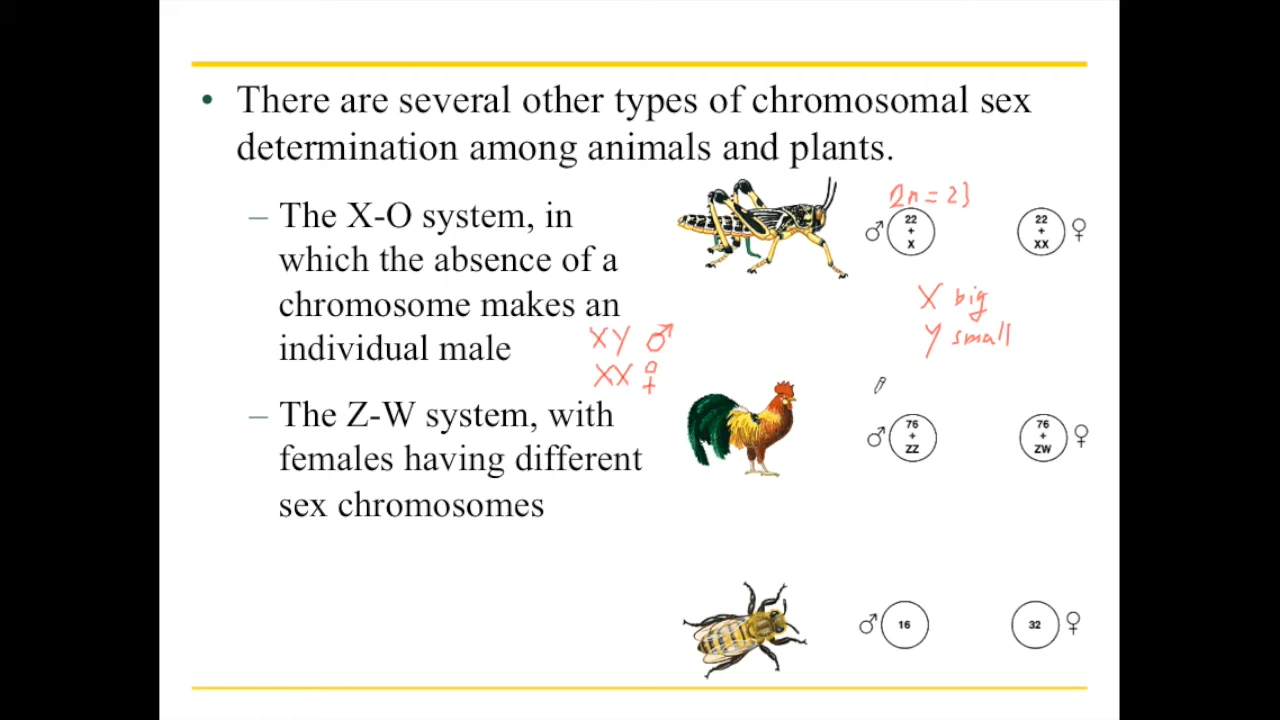 • There are several other types of chromosomal sex
determination among animals and plants.
– The X-O system, in
which the absence of a
chromosome makes an
individual male
– The Z-W system, with
females having different
sex chromosomes
2n = 23
♂ 22 + X
22 + XX ♀
X big
Y small
XY ♂
XX ♀
♂ 76 + ZZ
76 + ZW ♀
♂ 16
32 ♀